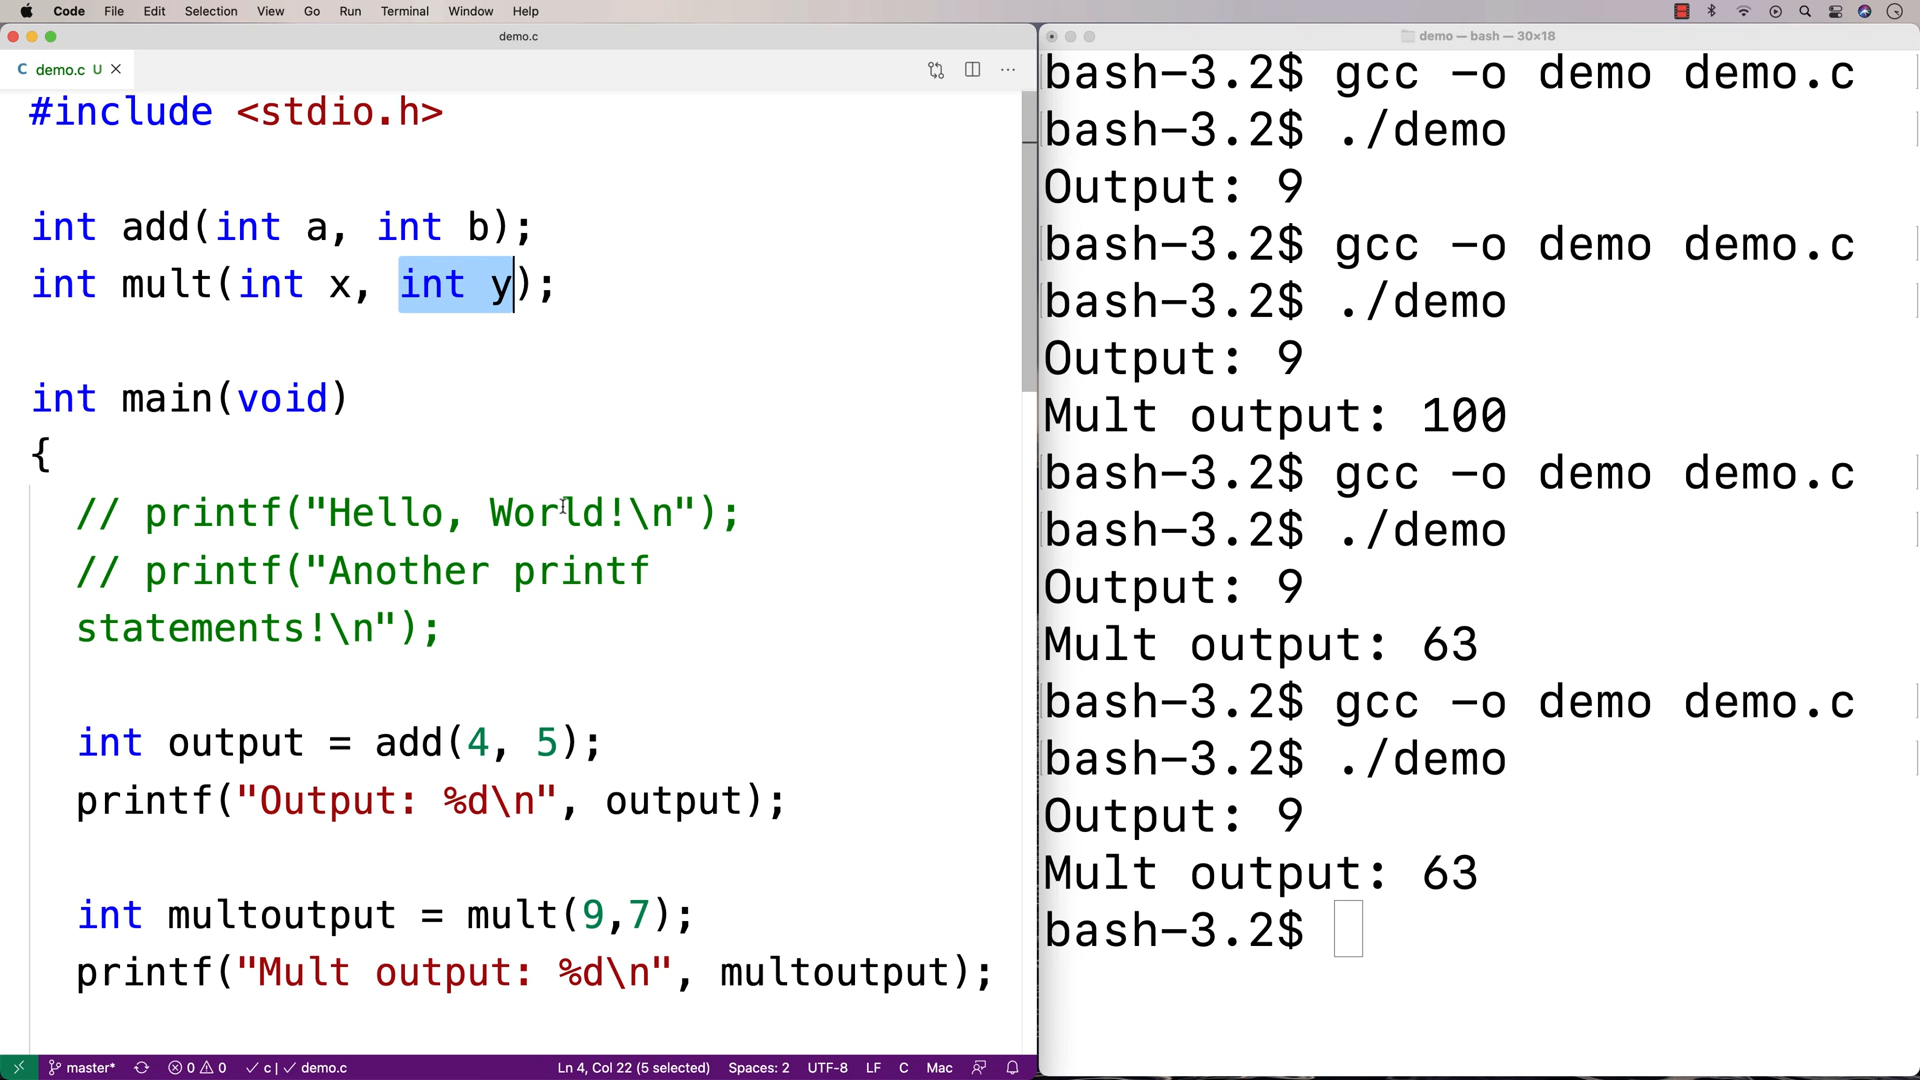 Code File Edit Selection View Go Run Terminal Window Help
demo.c
C demo.c U
#include <stdio.h>
int add(int a, int b);
int mult(int x, int y);
int main(void)
{
// printf("Hello, World!\n");
// printf("Another printf
statements!\n");
int output = add(4, 5);
printf("Output: %d\n", output);
int multoutput = mult(9,7);
printf("Mult output: %d\n", multoutput);
master* 0 0 c | demo.c Ln 4, Col 22 (5 selected) Spaces: 2 UTF-8 LF C Mac
demo — bash — 30×18
bash-3.2$ gcc -o demo demo.c
bash-3.2$ ./demo
Output: 9
bash-3.2$ gcc -o demo demo.c
bash-3.2$ ./demo
Output: 9
Mult output: 100
bash-3.2$ gcc -o demo demo.c
bash-3.2$ ./demo
Output: 9
Mult output: 63
bash-3.2$ gcc -o demo demo.c
bash-3.2$ ./demo
Output: 9
Mult output: 63
bash-3.2$